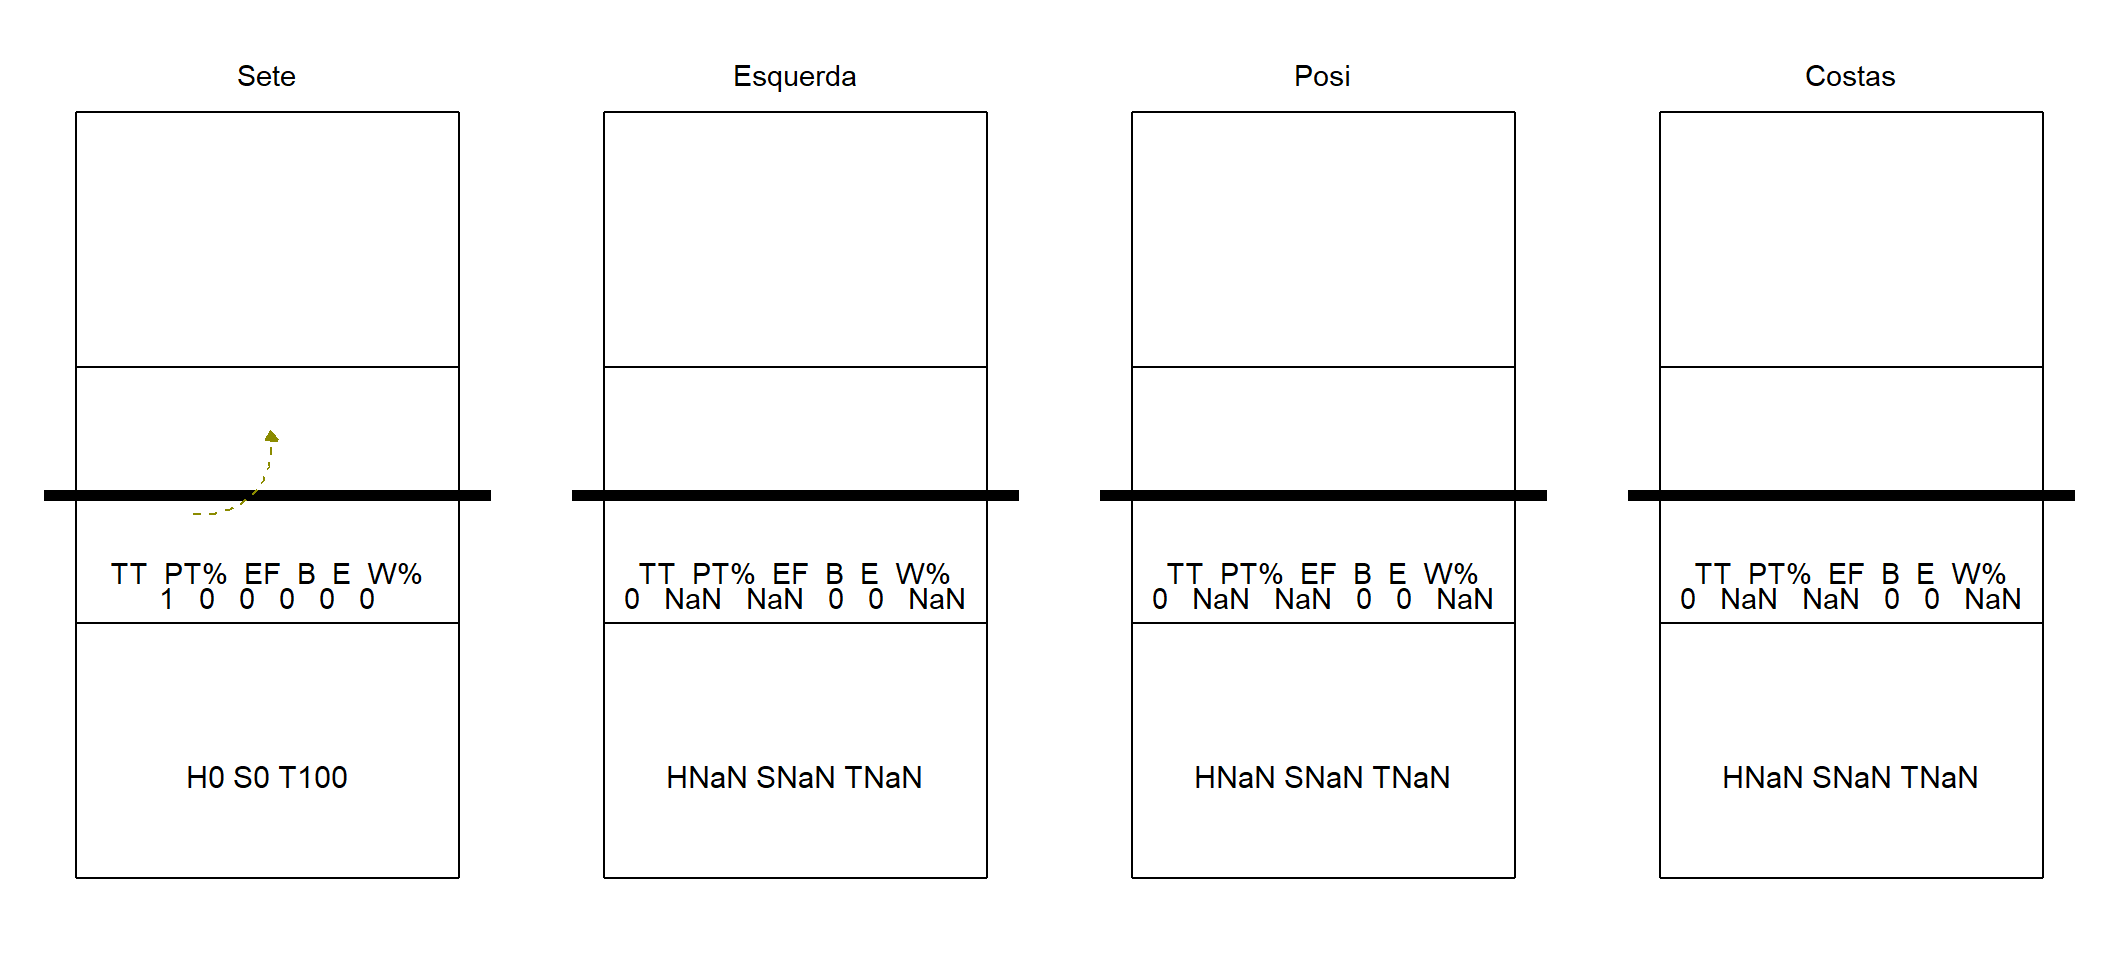 Sete
TT PT% EF B E W%
1 0 0 0 0 0
H0 S0 T100
Esquerda
TT PT% EF B E W%
0 NaN NaN 0 0 NaN
HNaN SNaN TNaN
Posi
TT PT% EF B E W%
0 NaN NaN 0 0 NaN
HNaN SNaN TNaN
Costas
TT PT% EF B E W%
0 NaN NaN 0 0 NaN
HNaN SNaN TNaN